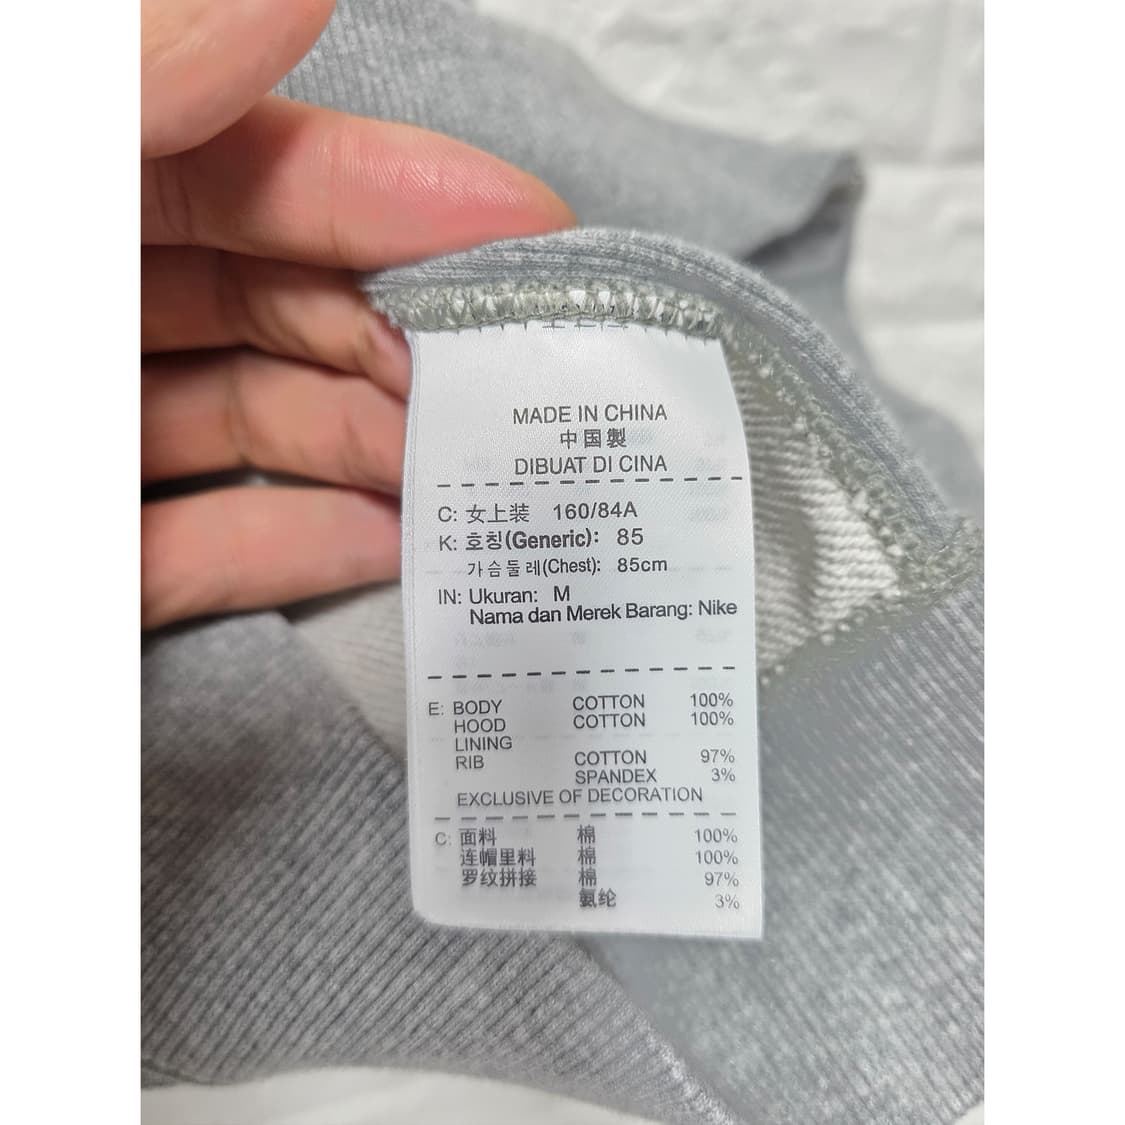 MADE IN CHINA
中国製
DIBUAT DI CINA
C: 女上装 160/84A
K: 호칭(Generic): 85
가슴둘레(Chest): 85cm
IN: Ukuran: M
Nama dan Merek Barang: Nike
E: BODY COTTON 100%
HOOD COTTON 100%
LINING
RIB COTTON 97%
SPANDEX 3%
EXCLUSIVE OF DECORATION
C: 面料 棉 100%
连帽里料 棉 100%
罗纹拼接 棉 97%
氨纶 3%